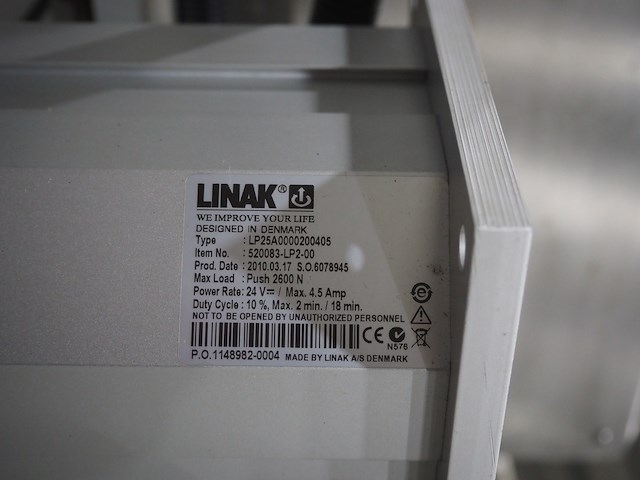 LINAK®
WE IMPROVE YOUR LIFE
DESIGNED IN DENMARK
Type : LP25A0000200405
Item No. : 520083-LP2-00
Prod. Date : 2010.03.17 S.O.6078945
Max Load : Push 2600 N
Power Rate: 24 V⎓ / Max. 4.5 Amp
Duty Cycle : 10 %, Max. 2 min. / 18 min.
NOT TO BE OPENED BY UNAUTHORIZED PERSONNEL
CE N576
P.O.1148982-0004 MADE BY LINAK A/S DENMARK